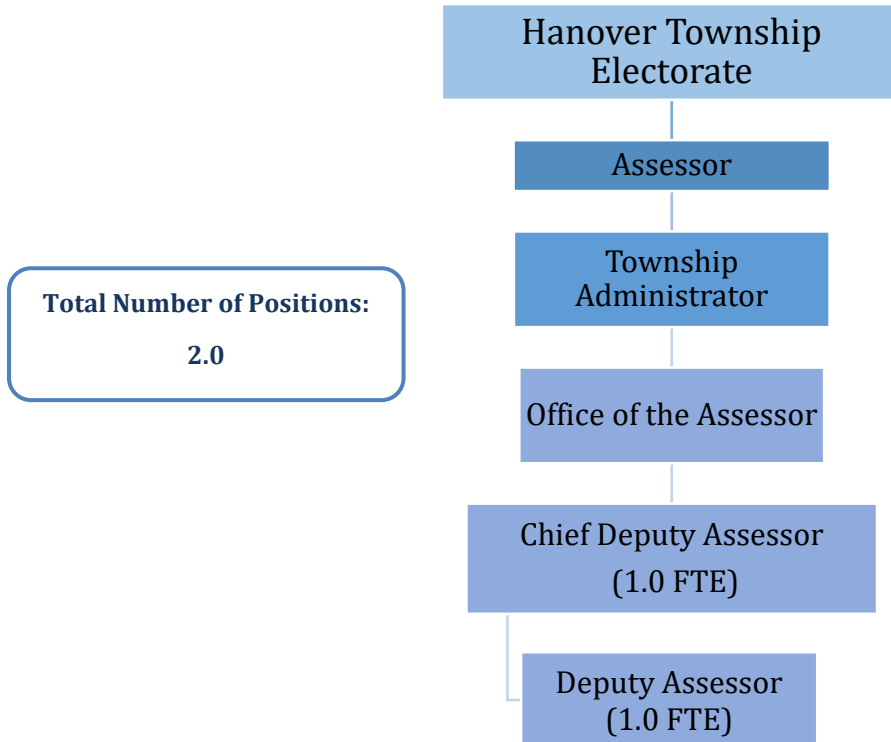 Hanover Township
Electorate
Assessor
Township
Administrator
Total Number of Positions:
2.0
Office of the Assessor
Chief Deputy Assessor
(1.0 FTE)
Deputy Assessor
(1.0 FTE)